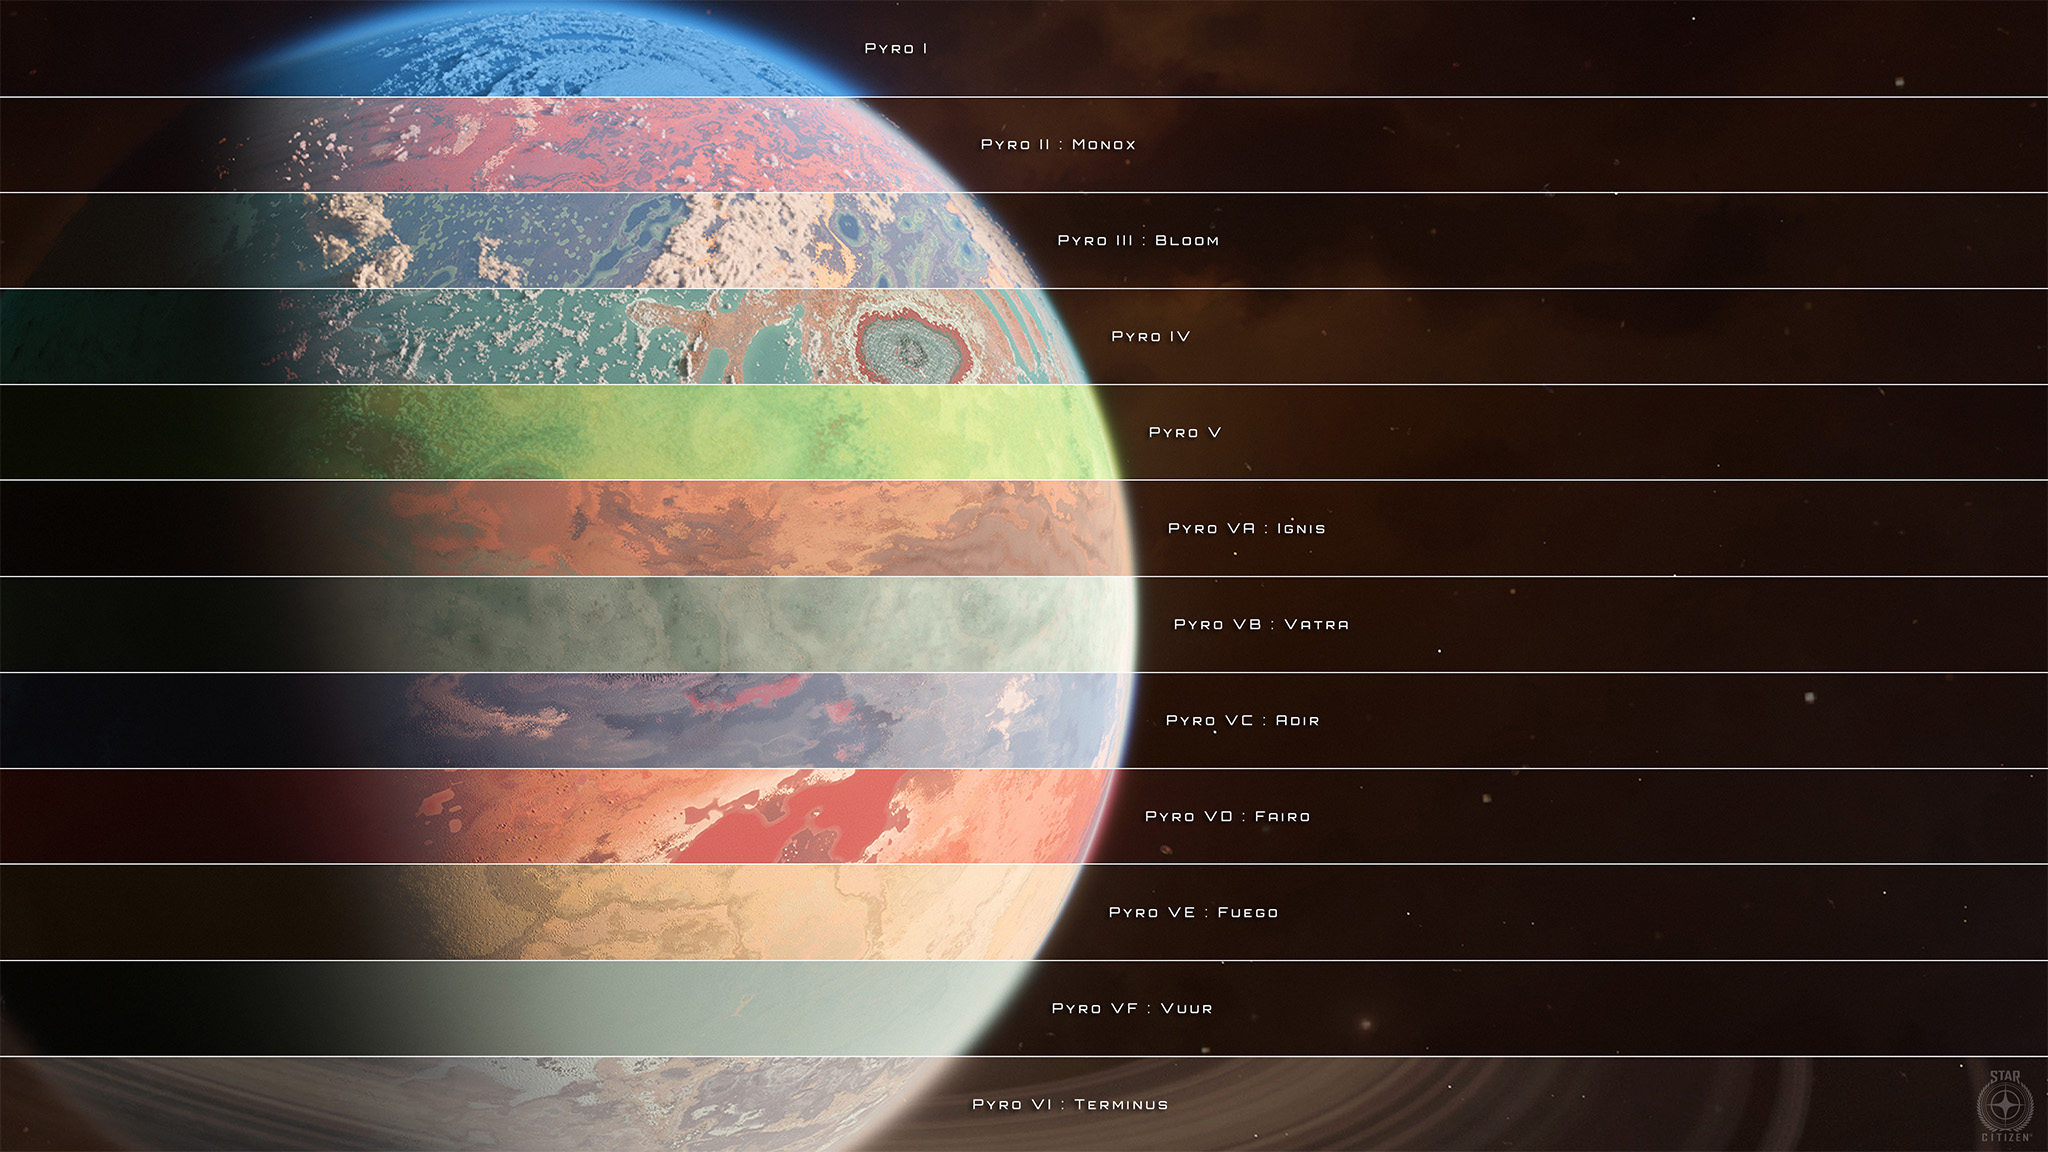 Pyro I
Pyro II : Monox
Pyro III : Bloom
Pyro IV
Pyro V
Pyro VA : Ignis
Pyro VB : Vatra
Pyro VC : Adir
Pyro VD : Fairo
Pyro VE : Fuego
Pyro VF : Vuur
Pyro VI : Terminus
STAR
CITIZEN